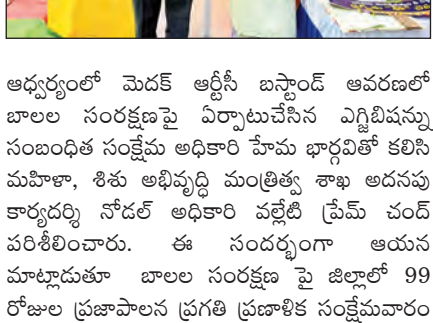 ఆధ్వర్యంలో మెదక్ ఆర్టీసీ బస్టాండ్ ఆవరణలో
బాలల సంరక్షణపై ఏర్పాటుచేసిన ఎగ్జిబిషన్ను
సంబంధిత సంక్షేమ అధికారి హేమ భార్గవితో కలిసి
మహిళా, శిశు అభివృద్ధి మంత్రిత్వ శాఖ అదనపు
కార్యదర్శి నోడల్ అధికారి వల్లేటి ప్రేమ్ చంద్
పరిశీలించారు. ఈ సందర్భంగా ఆయన
మాట్లాడుతూ బాలల సంరక్షణ పై జిల్లాలో 99
రోజుల ప్రజాపాలన ప్రగతి ప్రణాళిక సంక్షేమవారం